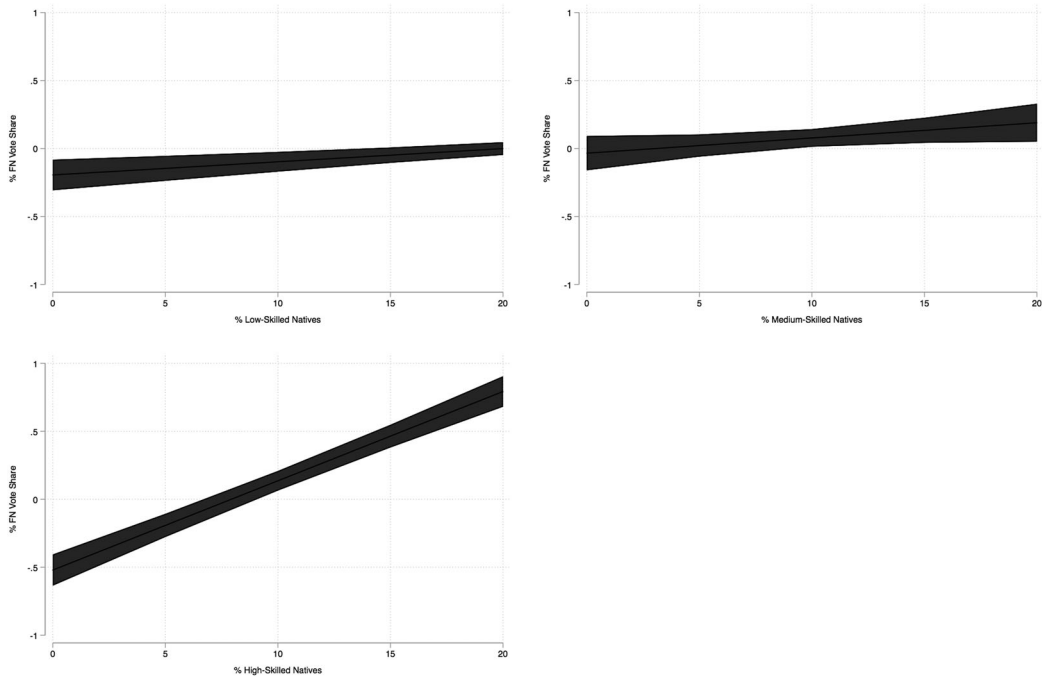 % FN Vote Share
1
.5
0
-.5
-1
0 5 10 15 20
% Low-Skilled Natives
% FN Vote Share
1
.5
0
-.5
-1
0 5 10 15 20
% Medium-Skilled Natives
% FN Vote Share
1
.5
0
-.5
-1
0 5 10 15 20
% High-Skilled Natives